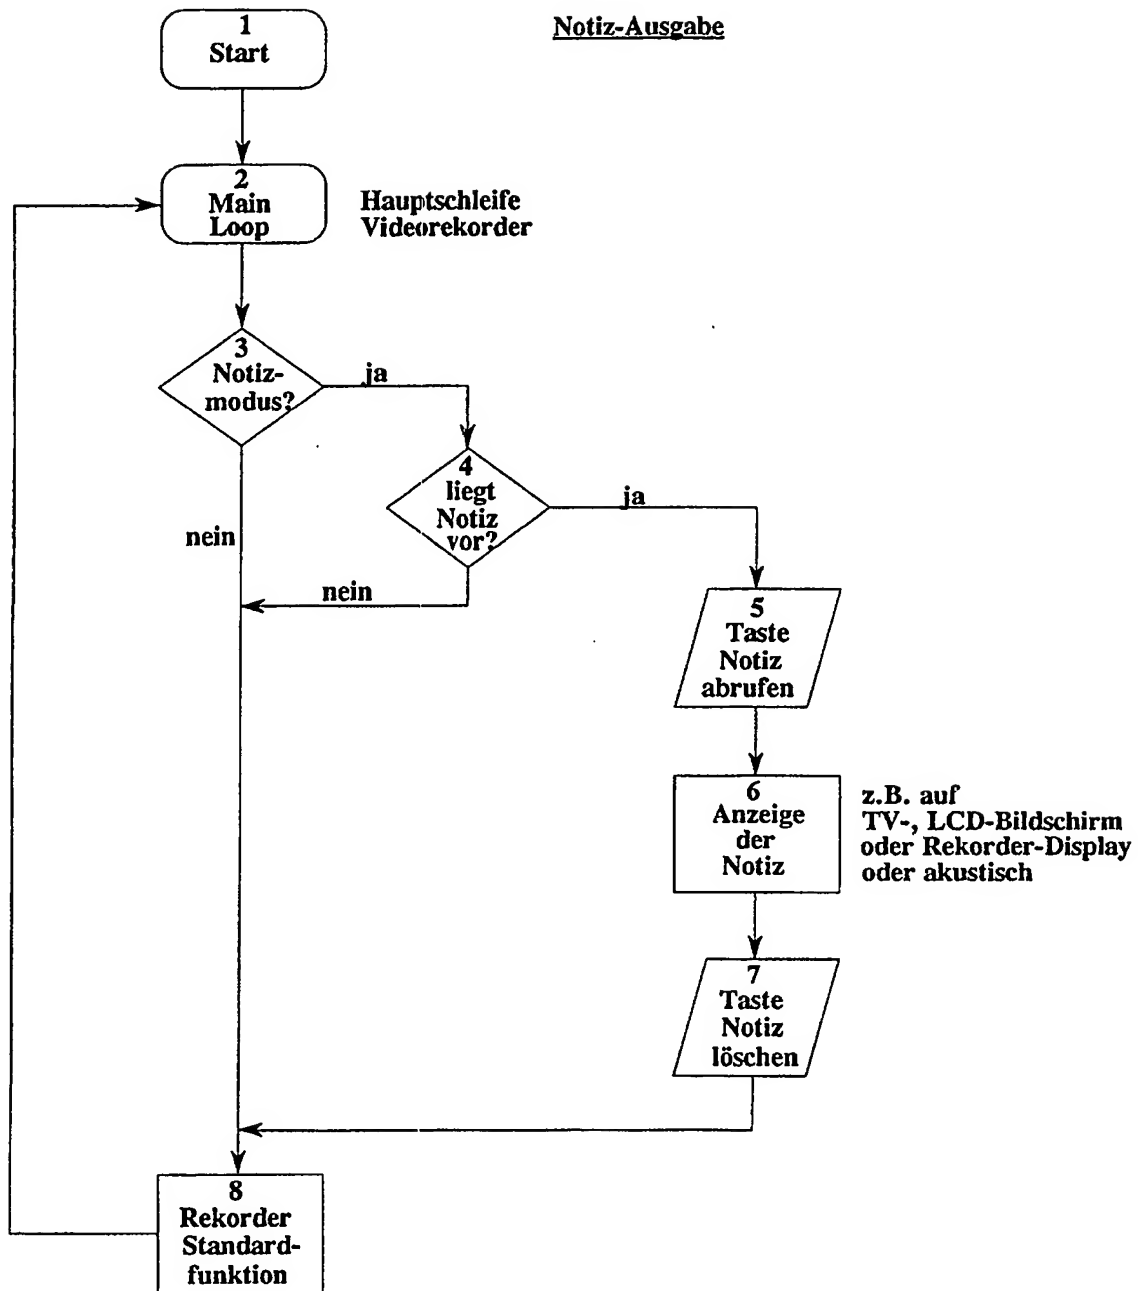 Notiz-Ausgabe
1
Start
2
Main
Loop
Hauptschleife
Videorekorder
3
Notiz-
modus?
ja
4
liegt
Notiz
vor?
ja
nein
nein
5
Taste
Notiz
abrufen
6
Anzeige
der
Notiz
z.B. auf
TV-, LCD-Bildschirm
oder Rekorder-Display
oder akustisch
7
Taste
Notiz
löschen
8
Rekorder
Standard-
funktion